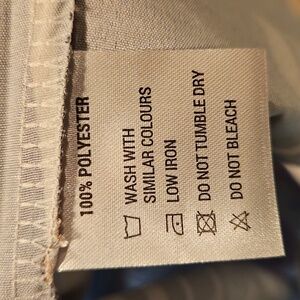 100% POLYESTER
WASH WITH
SIMILAR COLOURS
LOW IRON
DO NOT TUMBLE DRY
DO NOT BLEACH